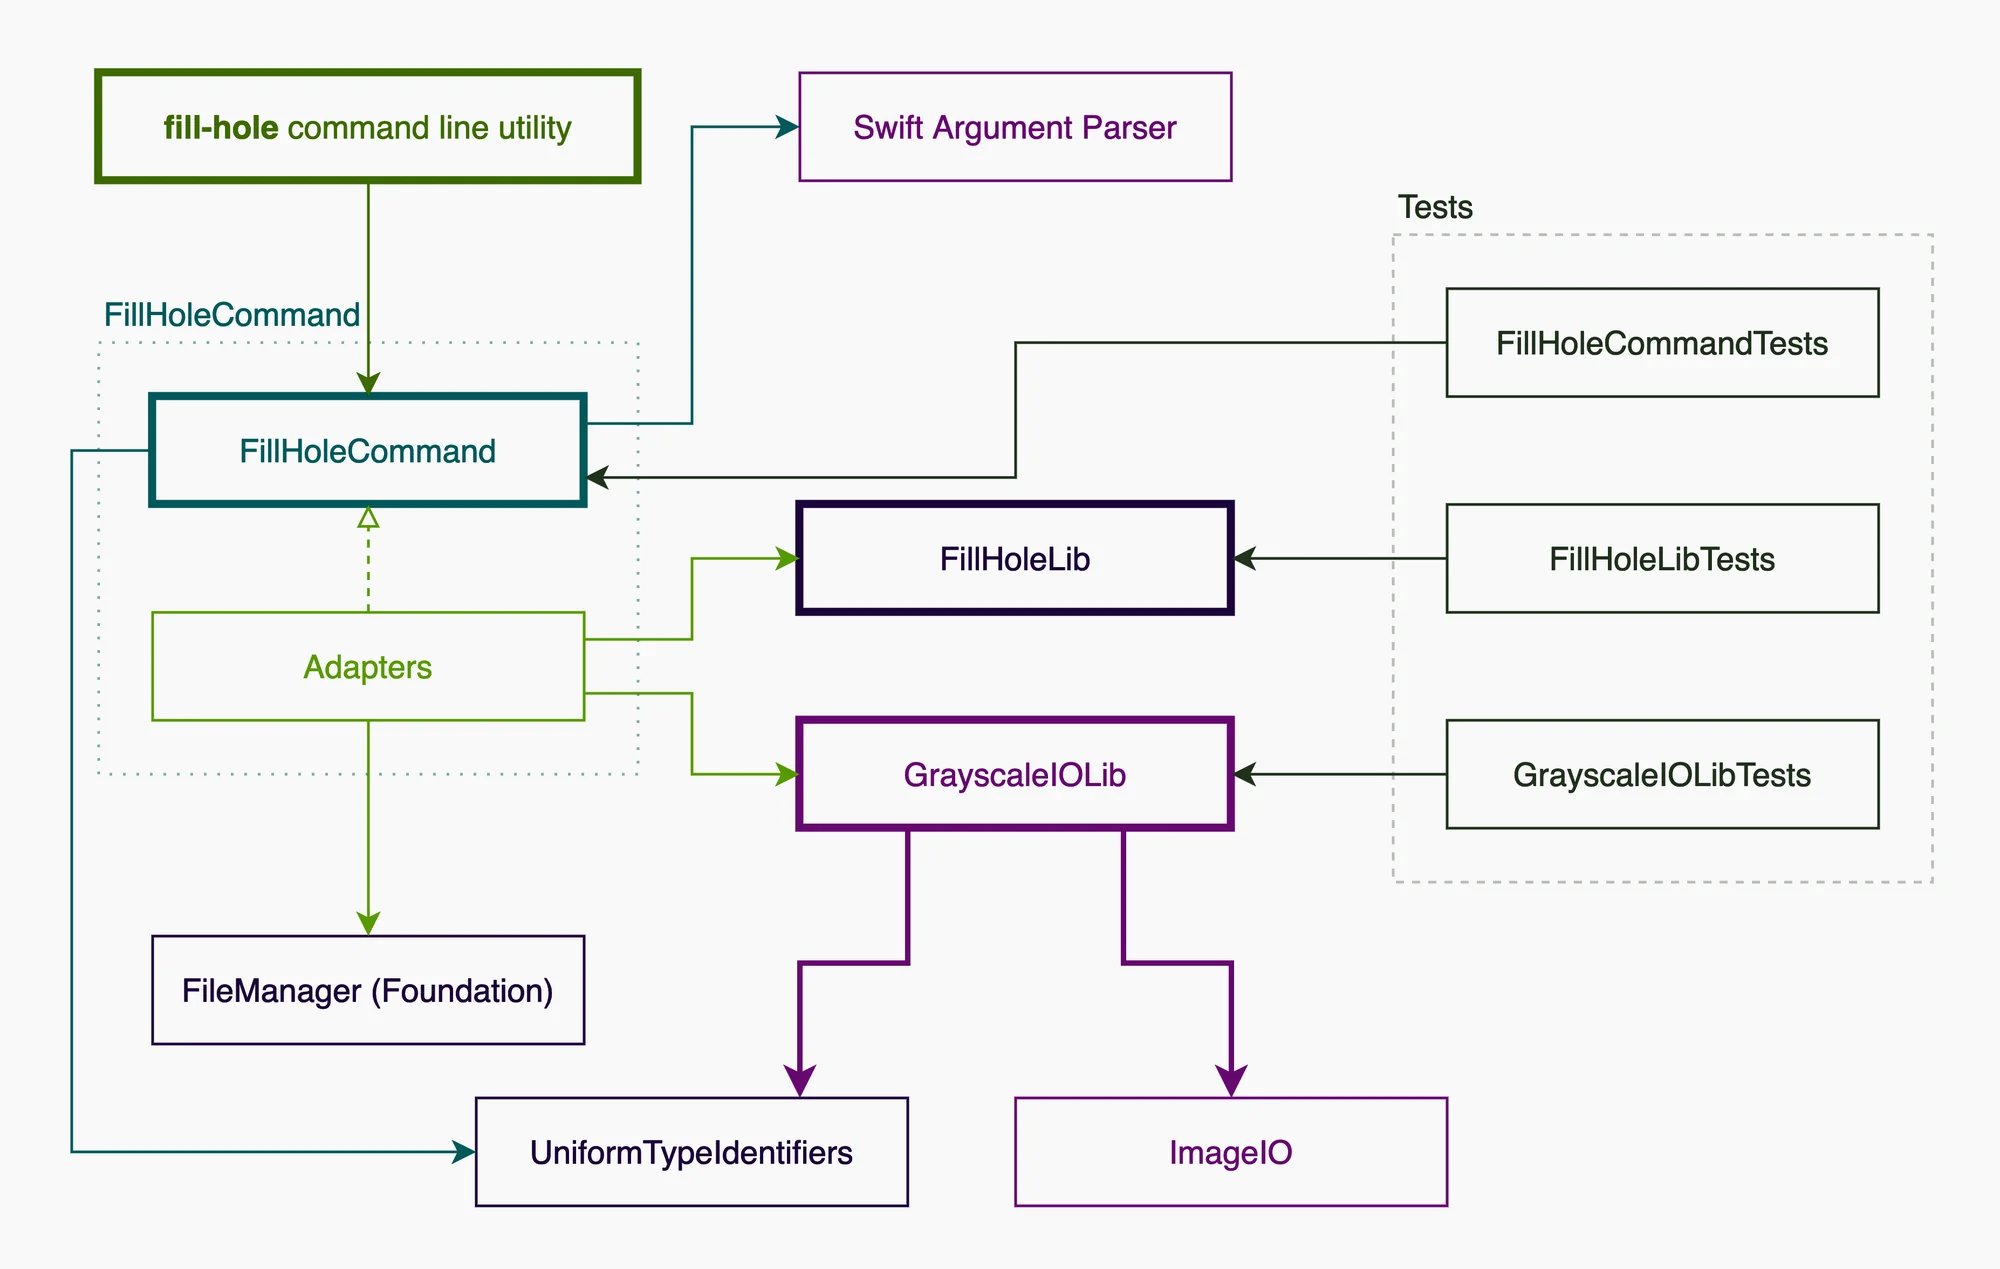 fill-hole command line utility
Swift Argument Parser
Tests
FillHoleCommand
FillHoleCommandTests
FillHoleCommand
FillHoleLib
FillHoleLibTests
Adapters
GrayscaleIOLib
GrayscaleIOLibTests
FileManager (Foundation)
UniformTypeIdentifiers
ImageIO